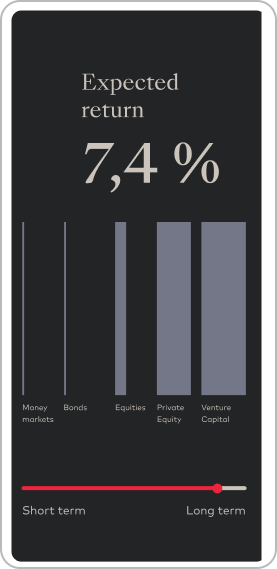 Expected
return
7,4 %
Money
markets
Bonds
Equities
Private
Equity
Venture
Capital
Short term
Long term